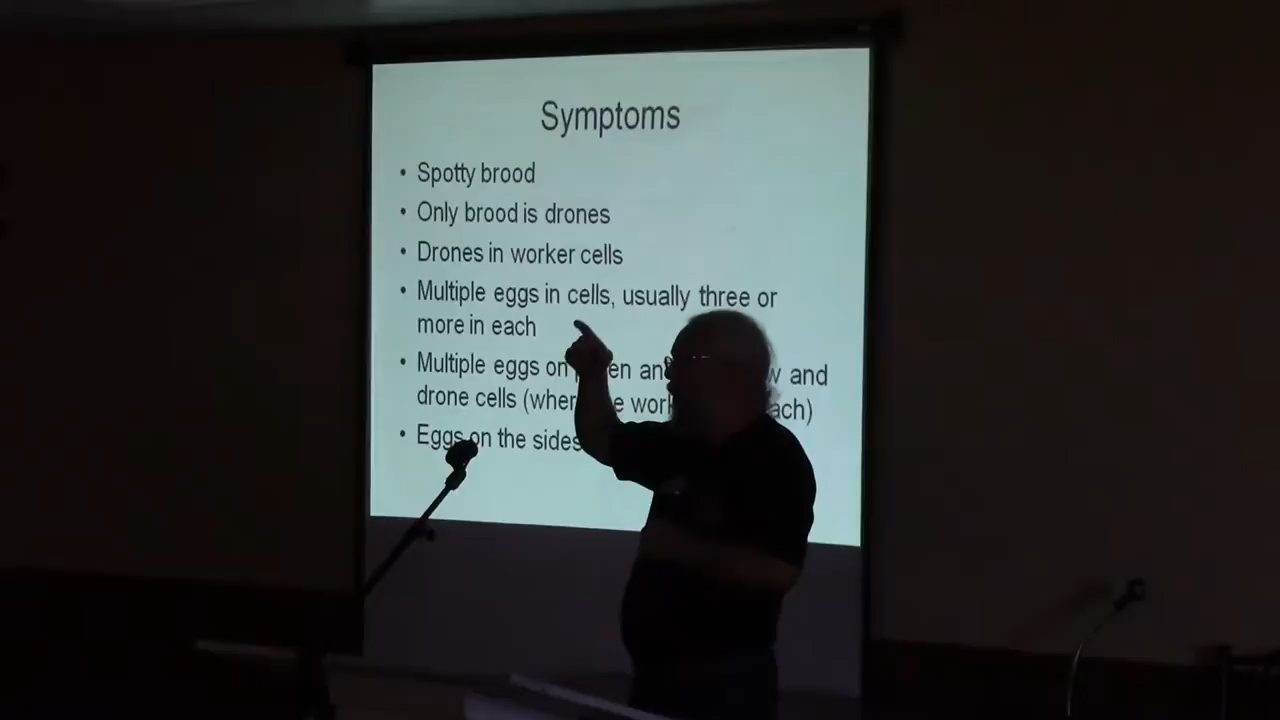 Symptoms
• Spotty brood
• Only brood is drones
• Drones in worker cells
• Multiple eggs in cells, usually three or
more in each
• Multiple eggs on and
drone cells
• Eggs on the sides